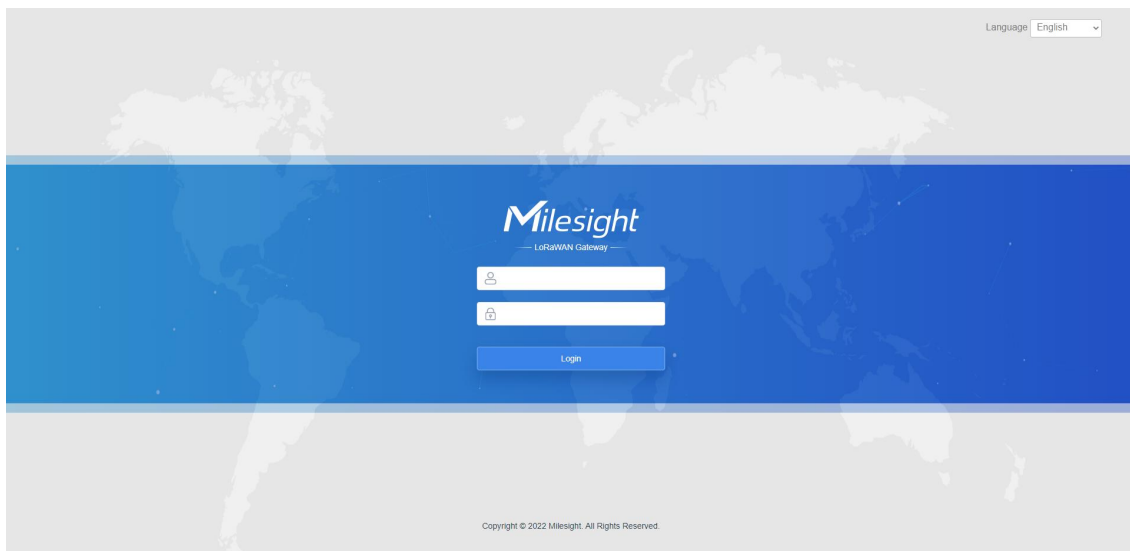 Language English
Milesight
LoRaWAN Gateway
Login
Copyright © 2022 Milesight. All Rights Reserved.